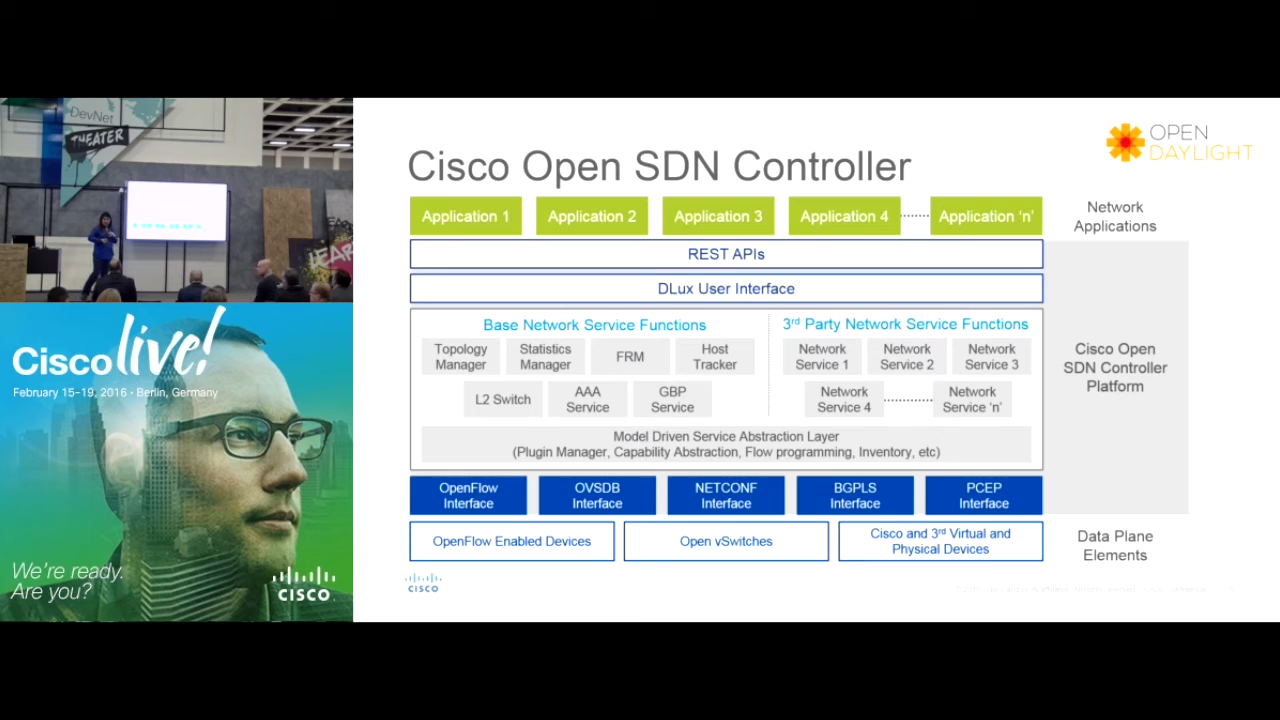 DevNet
THEATER
LEAR
Cisco live!
February 15-19, 2016 • Berlin, Germany
We're ready.
Are you?
CISCO
OPEN
DAYLIGHT
Cisco Open SDN Controller
Application 1
Application 2
Application 3
Application 4
Application 'n'
Network
Applications
REST APIs
DLux User Interface
Base Network Service Functions
Topology
Manager
Statistics
Manager
FRM
Host
Tracker
L2 Switch
AAA
Service
GBP
Service
3rd Party Network Service Functions
Network
Service 1
Network
Service 2
Network
Service 3
Network
Service 4
Network
Service 'n'
Model Driven Service Abstraction Layer
(Plugin Manager, Capability Abstraction, Flow programming, Inventory, etc)
Cisco Open
SDN Controller
Platform
OpenFlow
Interface
OVSDB
Interface
NETCONF
Interface
BGPLS
Interface
PCEP
Interface
OpenFlow Enabled Devices
Open vSwitches
Cisco and 3rd Virtual and
Physical Devices
Data Plane
Elements
CISCO